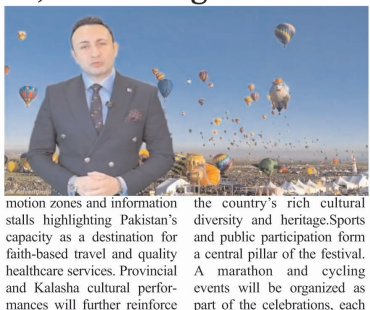 motion zones and information
stalls highlighting Pakistan's
capacity as a destination for
faith-based travel and quality
healthcare services. Provincial
and Kalasha cultural perfor-
mances will further reinforce
the country's rich cultural
diversity and heritage.Sports
and public participation form
a central pillar of the festival.
A marathon and cycling
events will be organized as
part of the celebrations, each